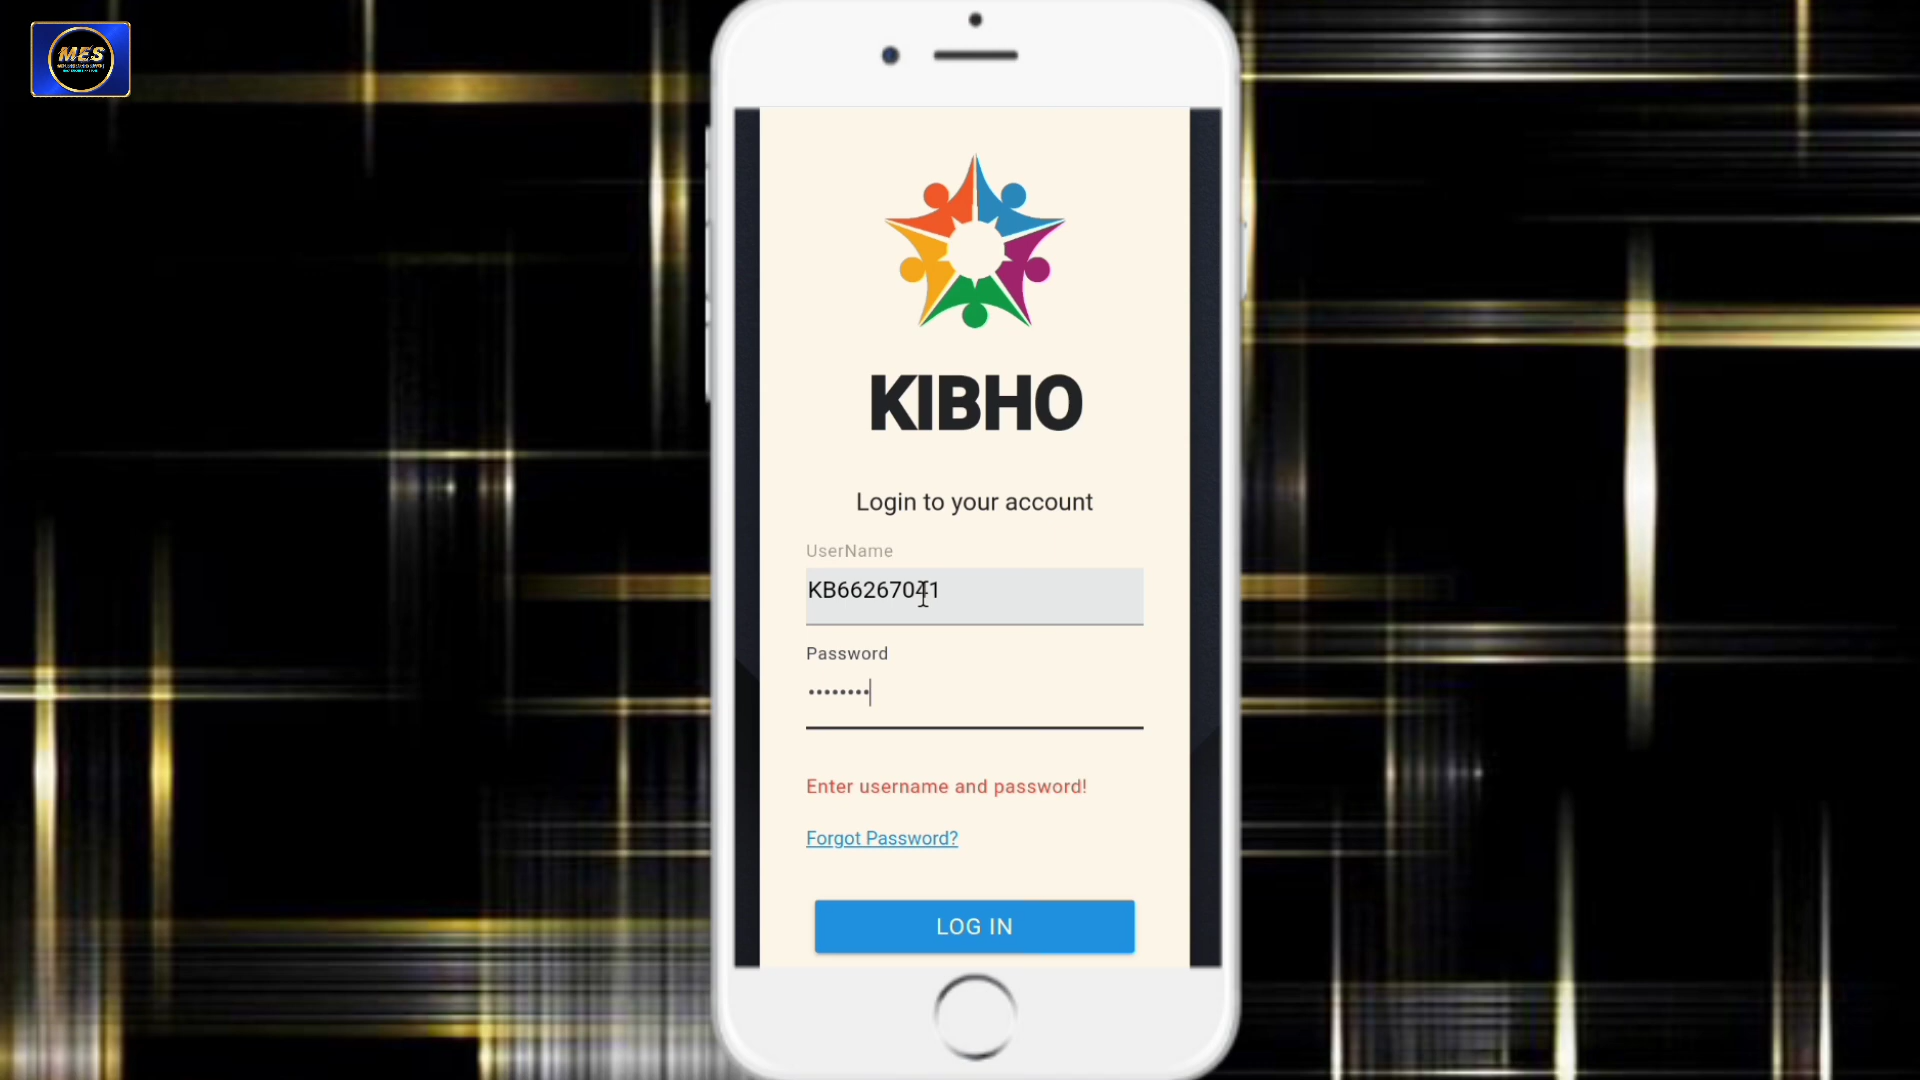 MES
KIBHO
Login to your account
UserName
KB66267041
Password
••••••••
Enter username and password!
Forgot Password?
LOG IN